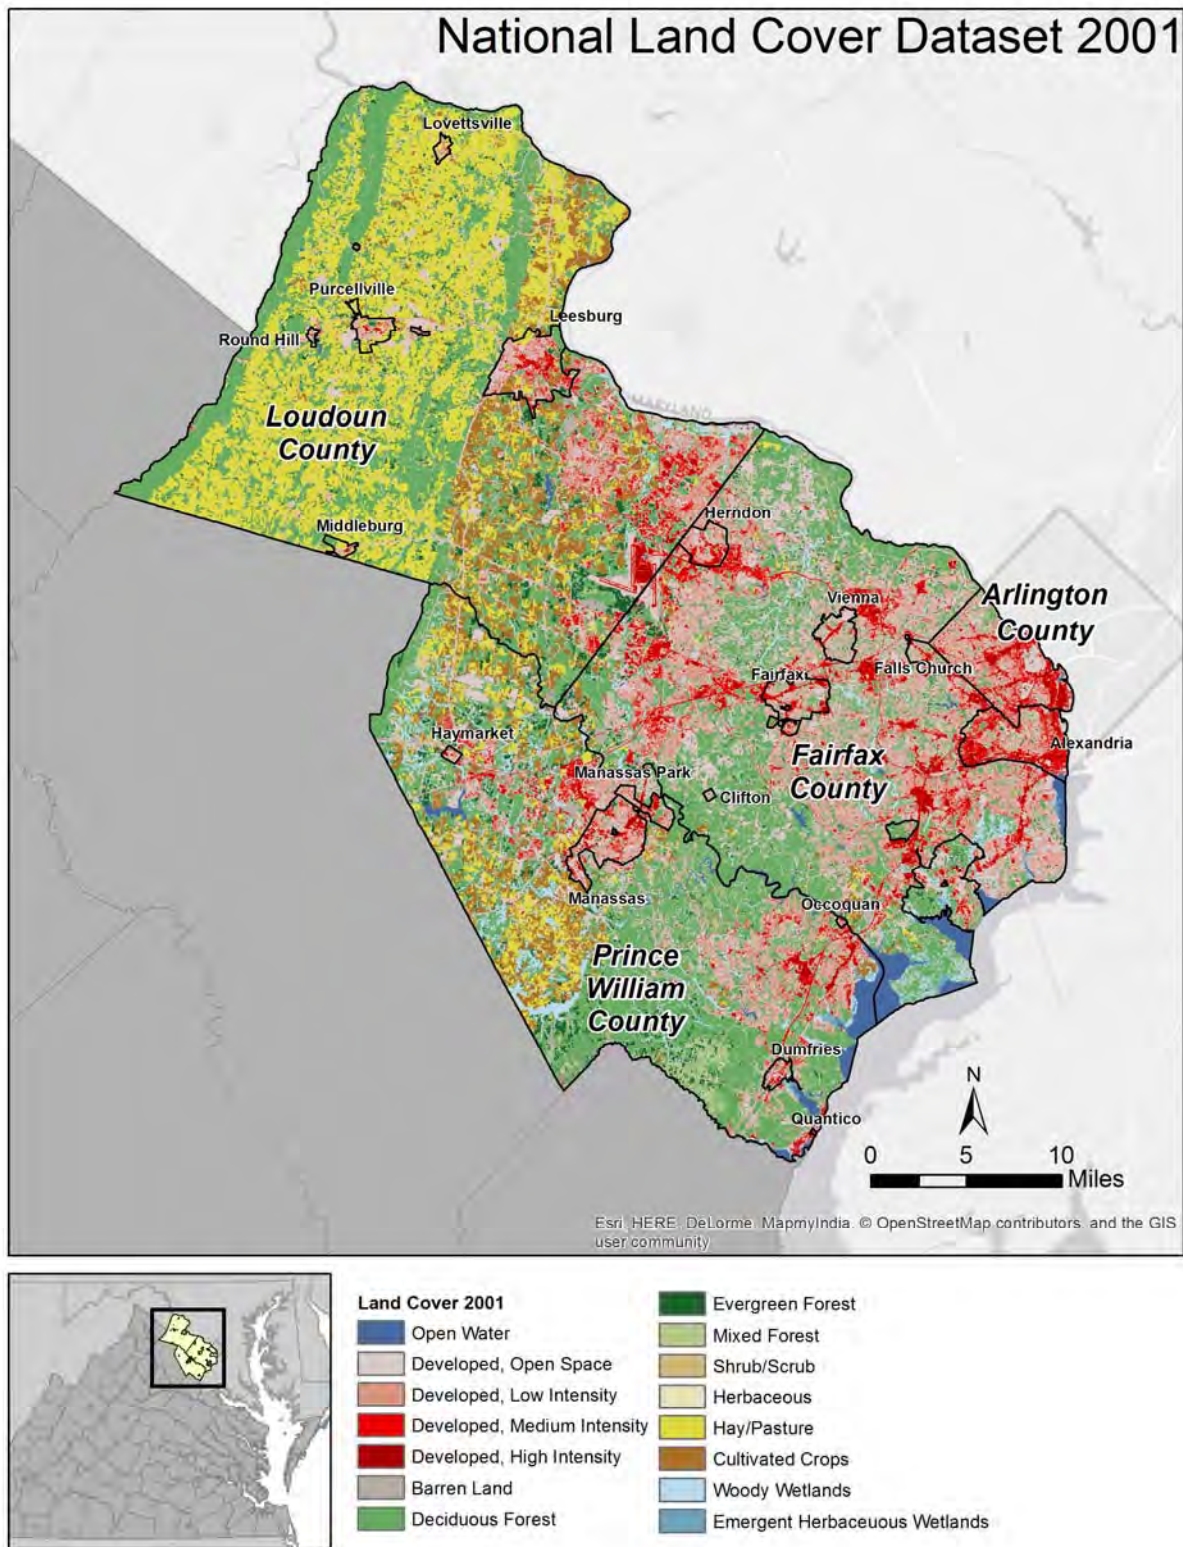 National Land Cover Dataset 2001
Lovettsville
Purcellville
Leesburg
Round Hill
Loudoun
County
MARYLAND
Middleburg
Herndon
Vienna
Arlington
County
Falls Church
Fairfax
Haymarket
Alexandria
Fairfax
County
Manassas Park
Clifton
Manassas
Occoquan
Prince
William
County
Dumfries
Quantico
N
0 5 10
Miles
Esri, HERE, DeLorme, MapmyIndia, © OpenStreetMap contributors, and the GIS
user community
Land Cover 2001
Open Water
Developed, Open Space
Developed, Low Intensity
Developed, Medium Intensity
Developed, High Intensity
Barren Land
Deciduous Forest
Evergreen Forest
Mixed Forest
Shrub/Scrub
Herbaceous
Hay/Pasture
Cultivated Crops
Woody Wetlands
Emergent Herbaceuous Wetlands